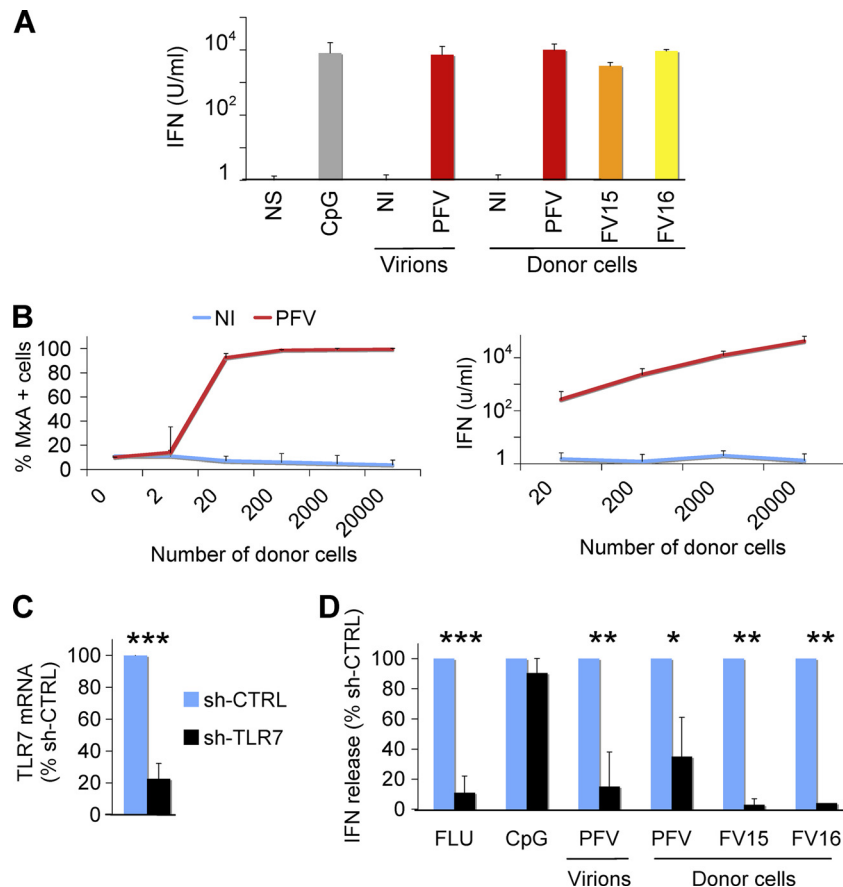 A
IFN (U/ml)
10⁴
10²
1
NS
CpG
NI
PFV
NI
PFV
FV15
FV16
Virions
Donor cells
B
NI
PFV
% MxA + cells
100
80
60
40
20
0
0
2
20
200
2000
20000
Number of donor cells
IFN (u/ml)
10⁴
10²
1
20
200
2000
20000
Number of donor cells
C
***
TLR7 mRNA
(% sh-CTRL)
100
80
60
40
20
0
sh-CTRL
sh-TLR7
D
IFN release (% sh-CTRL)
*** ** * ** **
100
80
60
40
20
0
FLU CpG PFV PFV FV15 FV16
Virions Donor cells